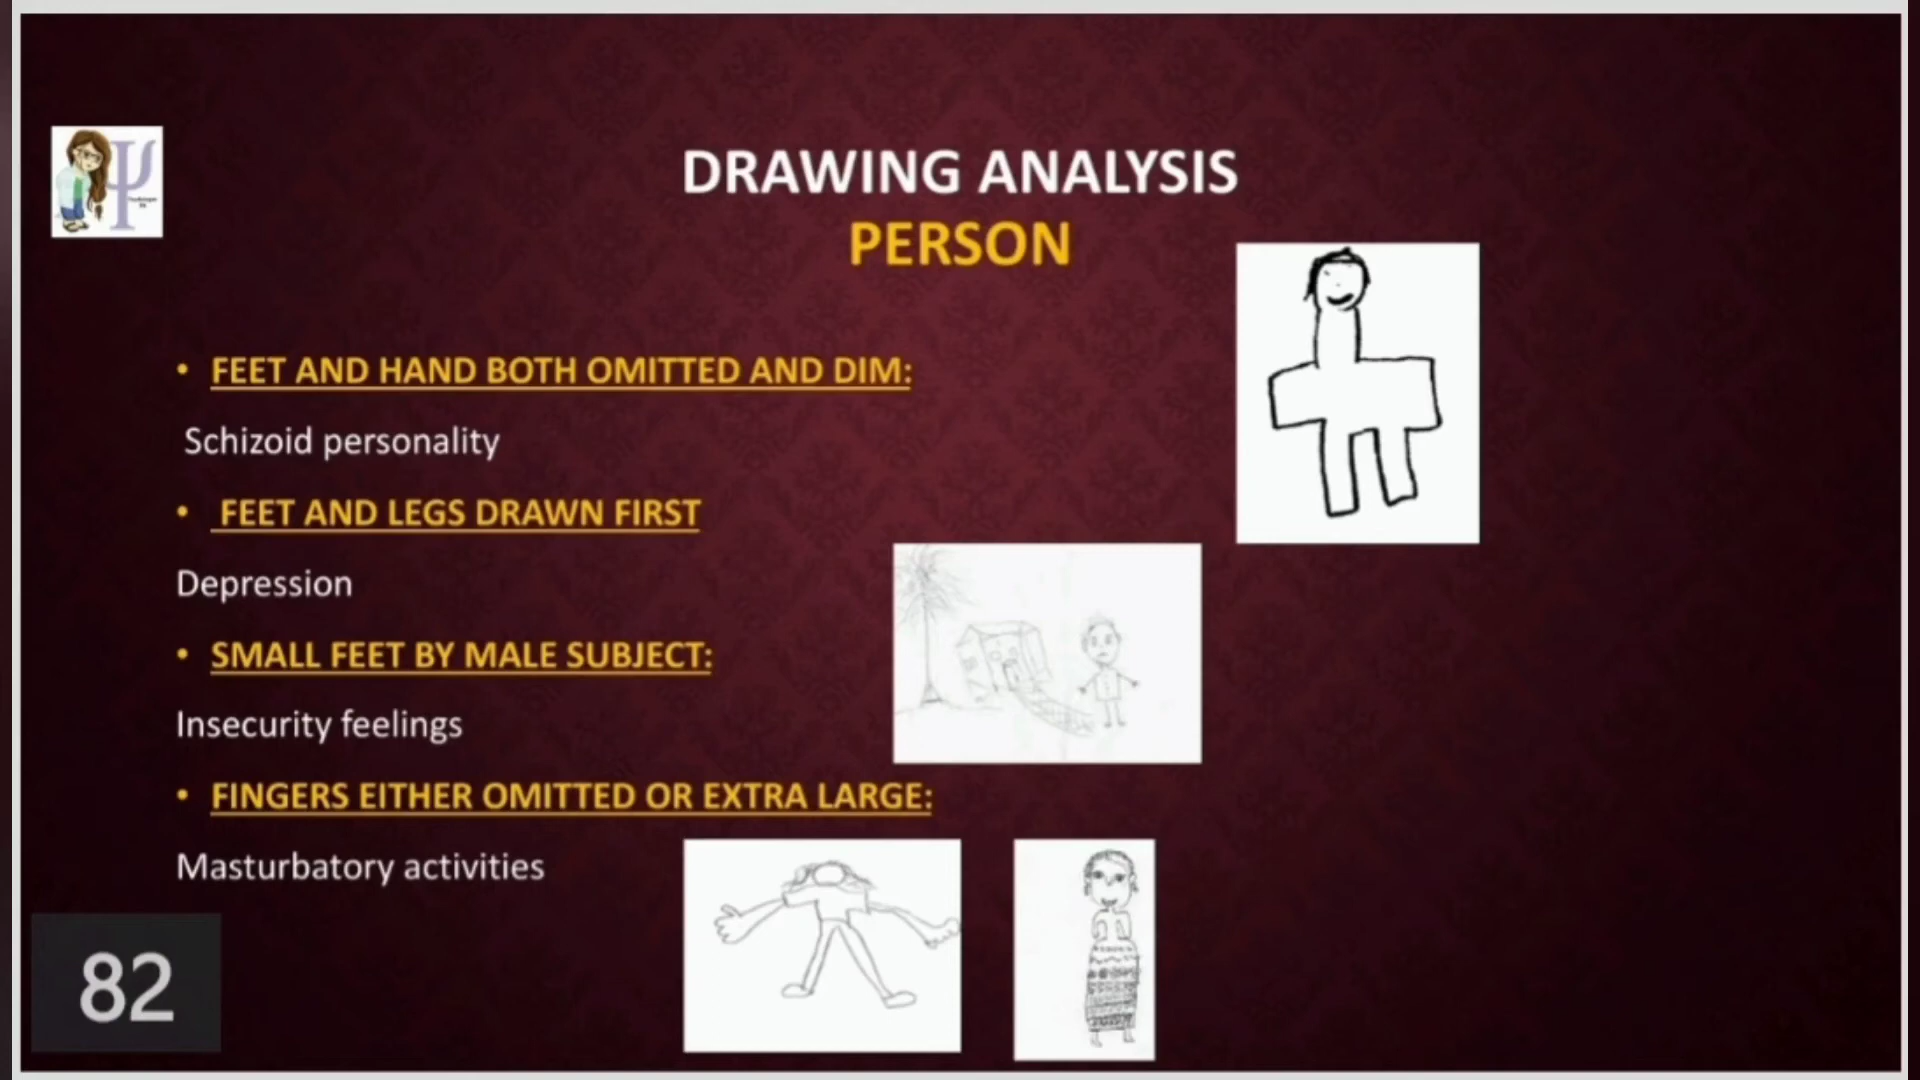 DRAWING ANALYSIS
PERSON
• FEET AND HAND BOTH OMITTED AND DIM:
Schizoid personality
• FEET AND LEGS DRAWN FIRST
Depression
• SMALL FEET BY MALE SUBJECT:
Insecurity feelings
• FINGERS EITHER OMITTED OR EXTRA LARGE:
Masturbatory activities
82